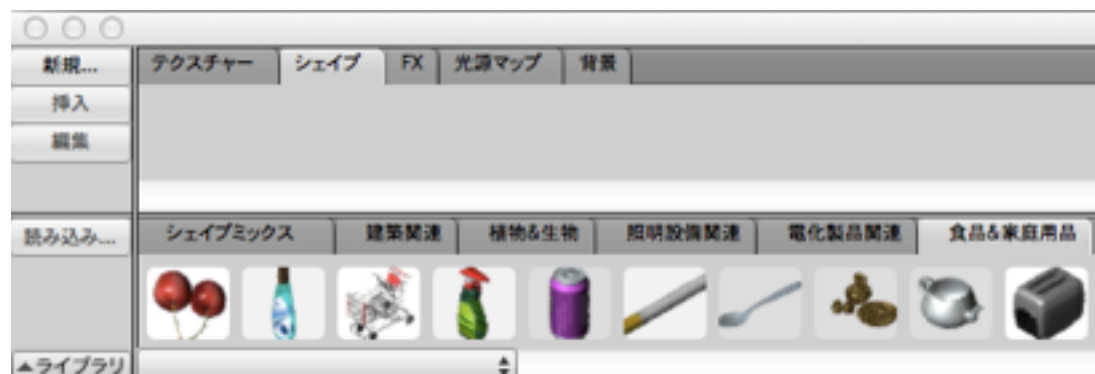 新規...
テクスチャー シェイプ FX 光源マップ 背景
挿入
編集
読み込み...
シェイプミックス 建築関連 植物&生物 照明設備関連 電化製品関連 食品&家庭用品
▲ライブラリ